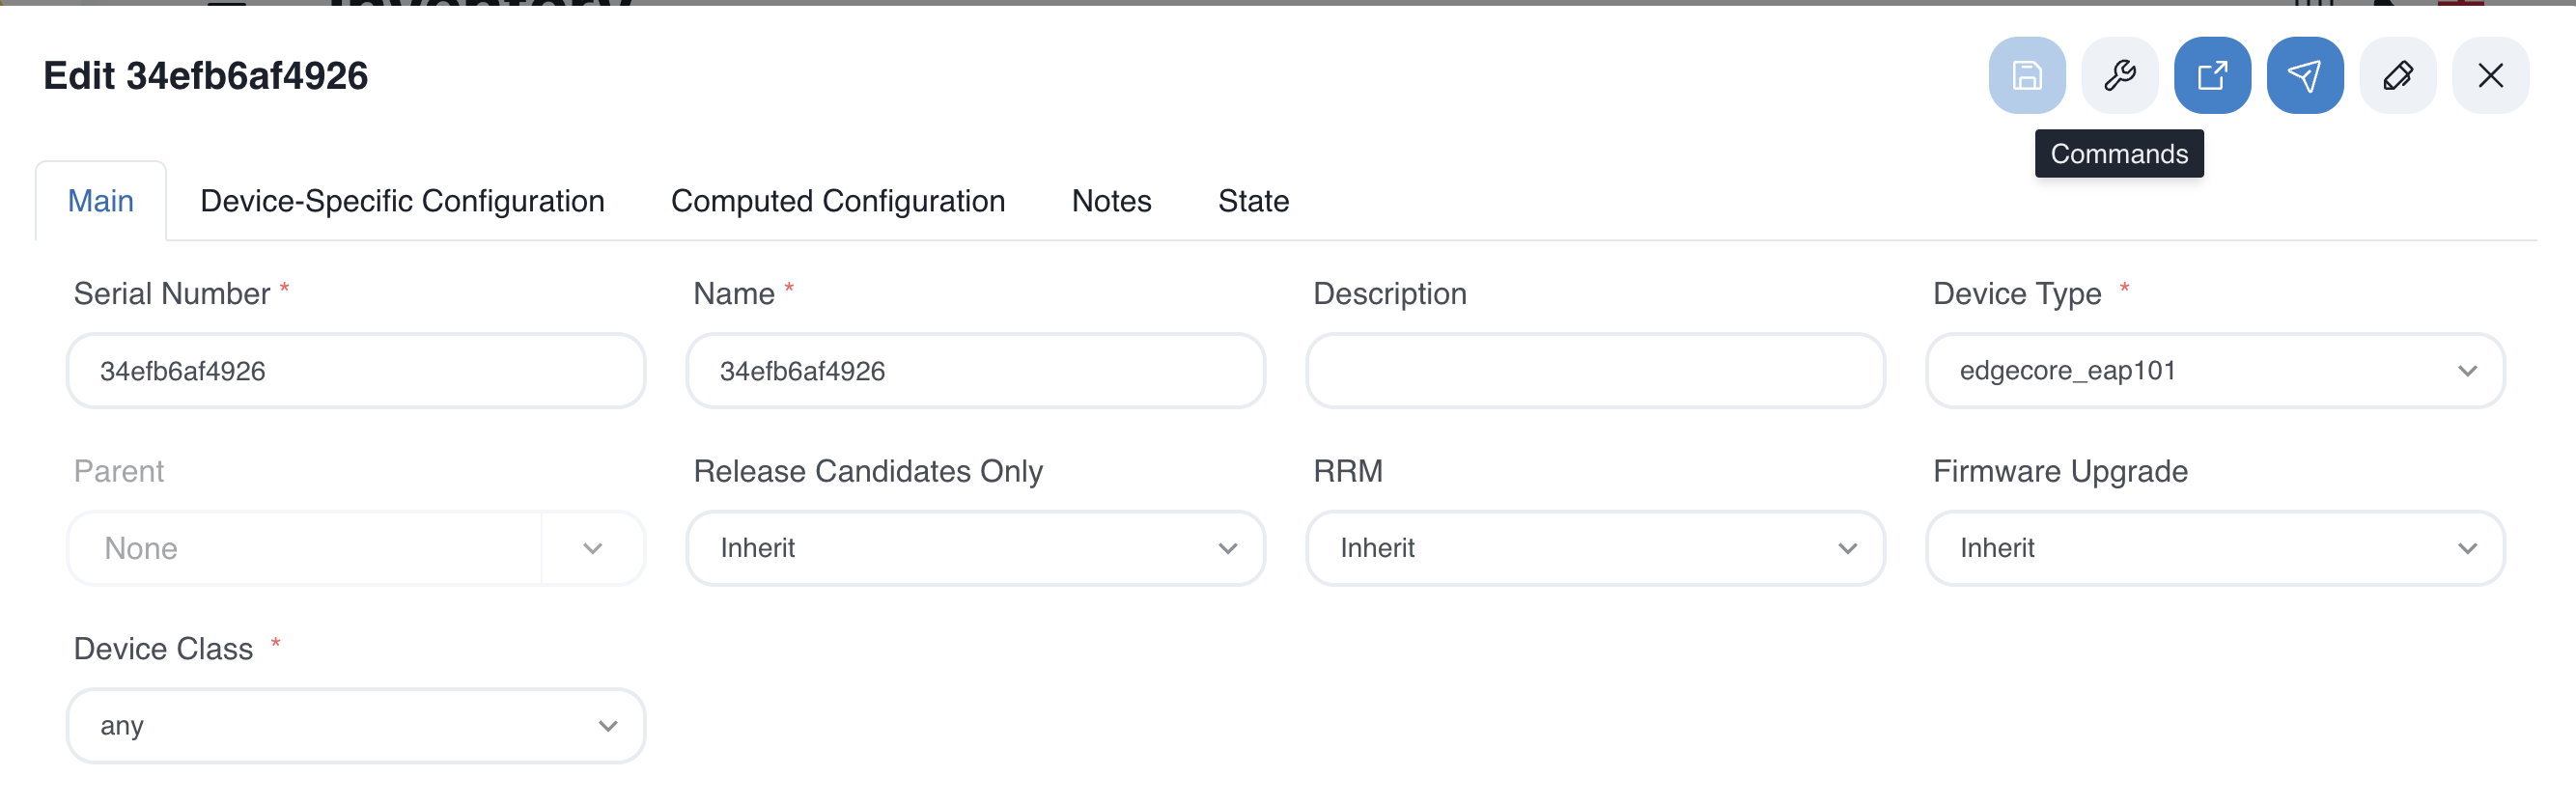 Inventory
Edit 34efb6af4926
Commands
Main
Device-Specific Configuration
Computed Configuration
Notes
State
Serial Number *
Name *
Description
Device Type *
34efb6af4926
34efb6af4926
edgecore_eap101
Parent
Release Candidates Only
RRM
Firmware Upgrade
None
Inherit
Inherit
Inherit
Device Class *
any